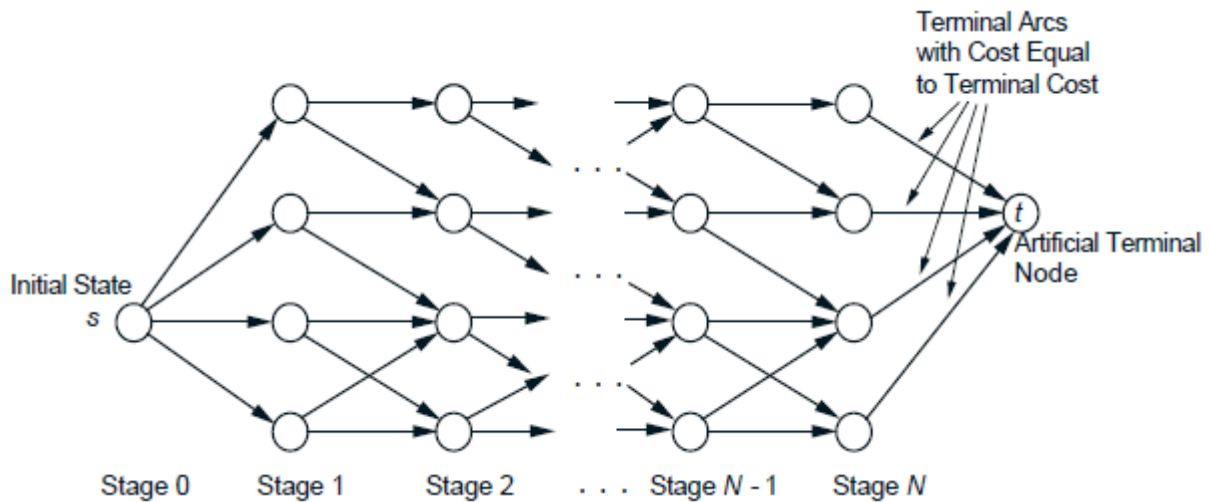 Terminal Arcs
with Cost Equal
to Terminal Cost
. . .
t
Artificial Terminal
Node
. . .
Initial State
s
. . .
Stage 0 Stage 1 Stage 2 . . . Stage N - 1 Stage N